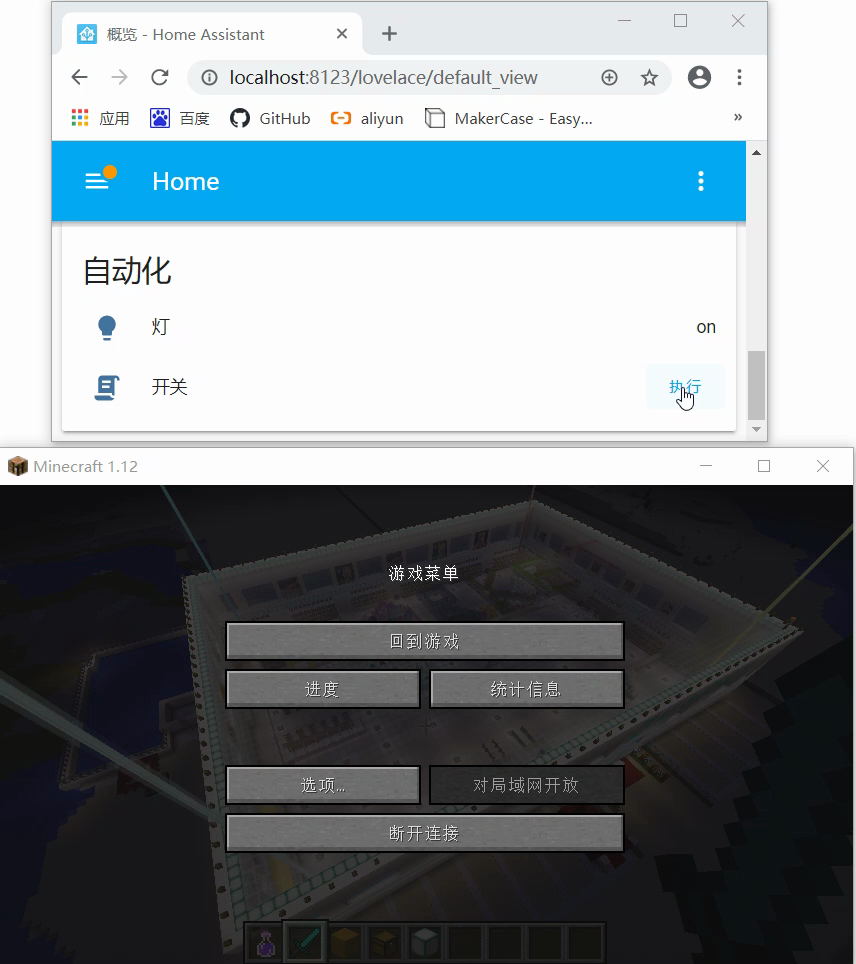 概览 - Home Assistant
localhost:8123/lovelace/default_view
应用 百度 GitHub aliyun MakerCase - Easy...
Home
自动化
灯 on
开关 执行
Minecraft 1.12
游戏菜单
回到游戏
进度 统计信息
选项... 对局域网开放
断开连接